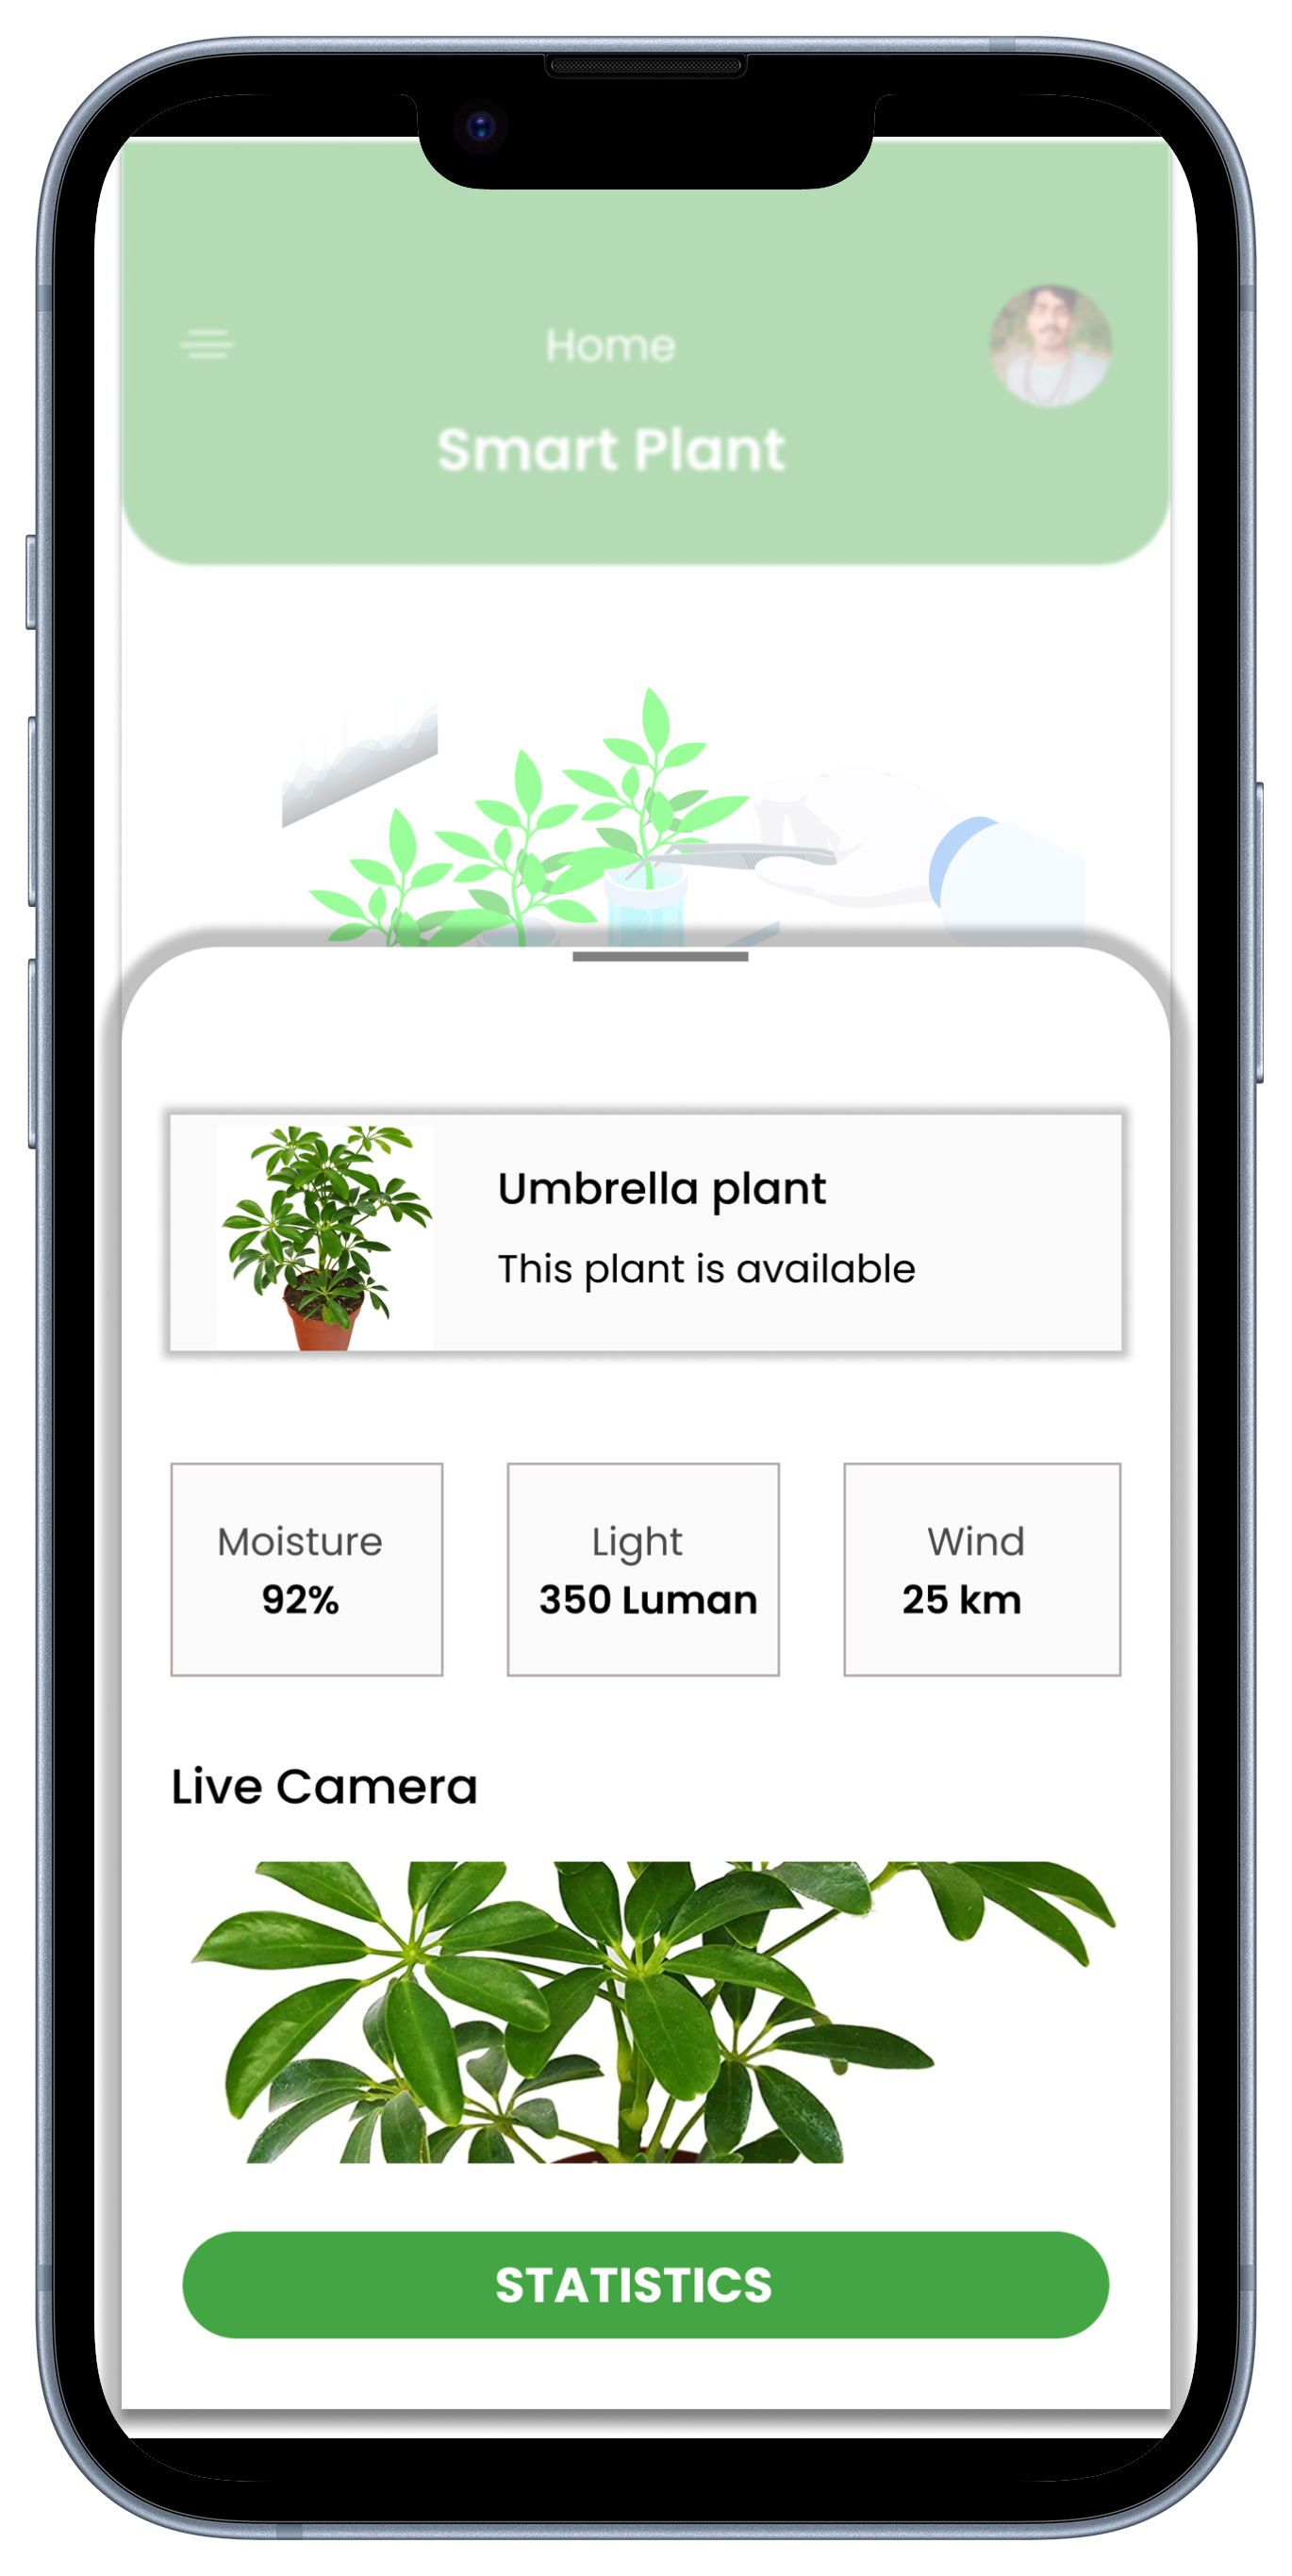 Home
Smart Plant
Umbrella plant
This plant is available
Moisture
92%
Light
350 Luman
Wind
25 km
Live Camera
STATISTICS